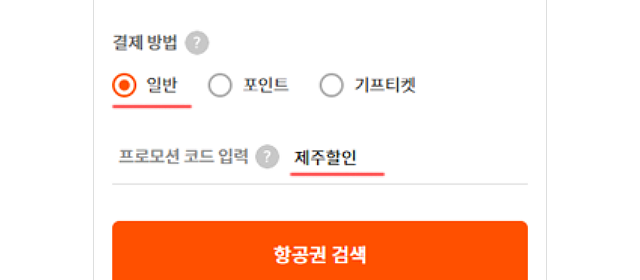 결제 방법 ?
일반 포인트 기프티켓
프로모션 코드 입력 ? 제주할인
항공권 검색